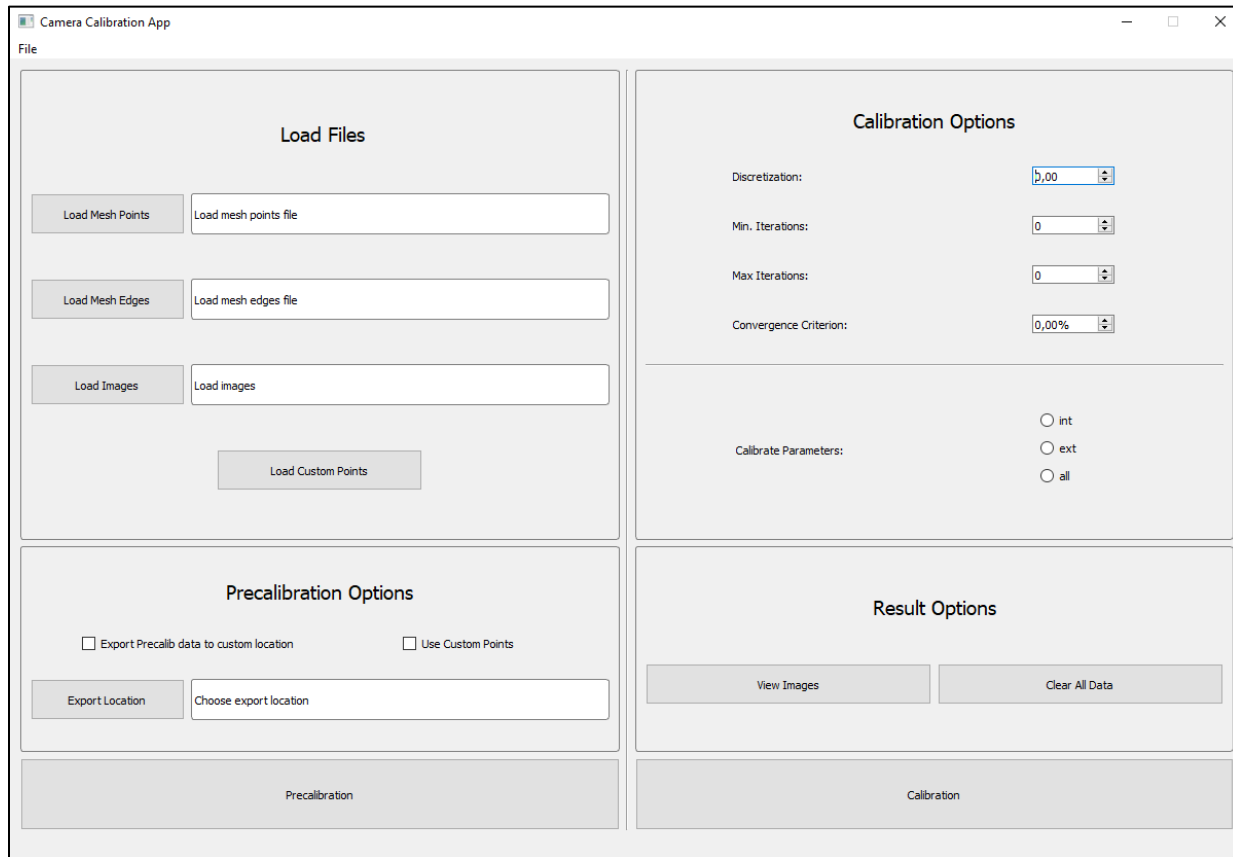 Camera Calibration App
File
Load Files
Load Mesh Points
Load mesh points file
Load Mesh Edges
Load mesh edges file
Load Images
Load images
Load Custom Points
Precalibration Options
Export Precalib data to custom location
Use Custom Points
Export Location
Choose export location
Precalibration
Calibration Options
Discretization:
0,00
Min. Iterations:
0
Max Iterations:
0
Convergence Criterion:
0,00%
Calibrate Parameters:
int
ext
all
Result Options
View Images
Clear All Data
Calibration